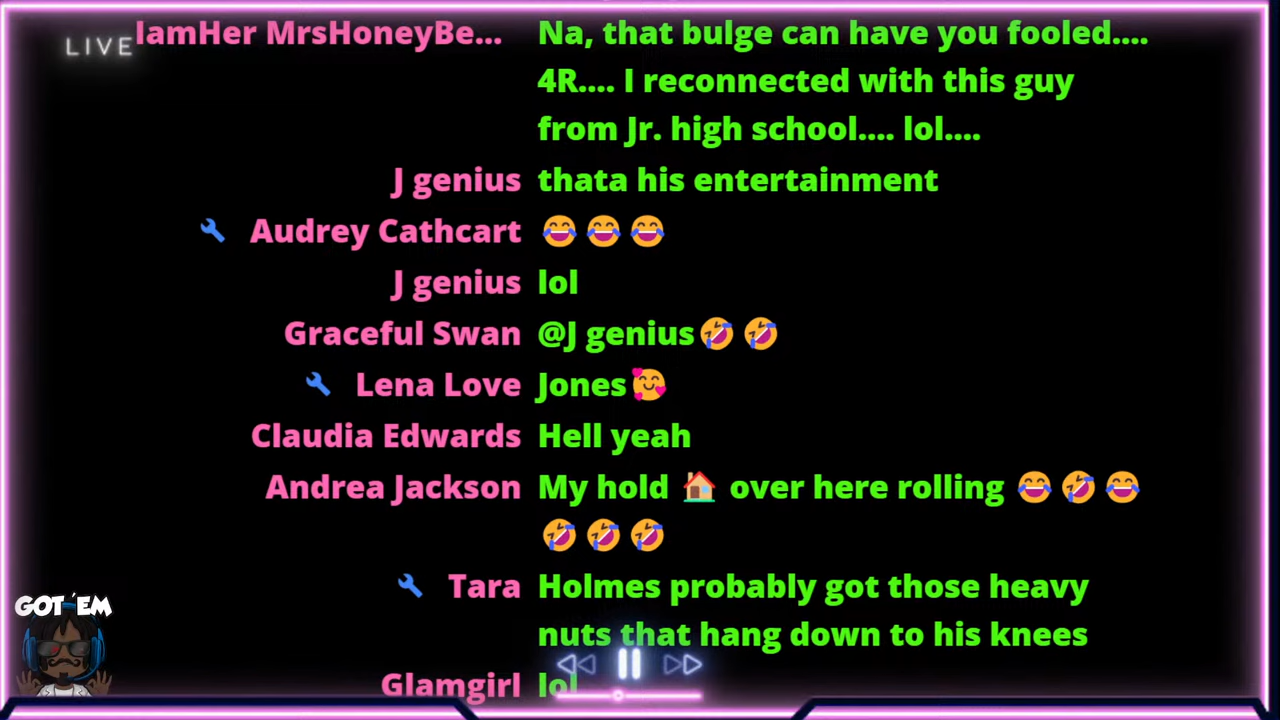 LIVE
IamHer MrsHoneyBe... Na, that bulge can have you fooled....
4R.... I reconnected with this guy
from Jr. high school.... lol....
J genius thata his entertainment
Audrey Cathcart 😂😂😂
J genius lol
Graceful Swan @J genius🤣🤣
Lena Love Jones🥰
Claudia Edwards Hell yeah
Andrea Jackson My hold 🏠 over here rolling 😂🤣😂
🤣🤣🤣
Tara Holmes probably got those heavy
nuts that hang down to his knees
Glamgirl lol
GOT 'EM